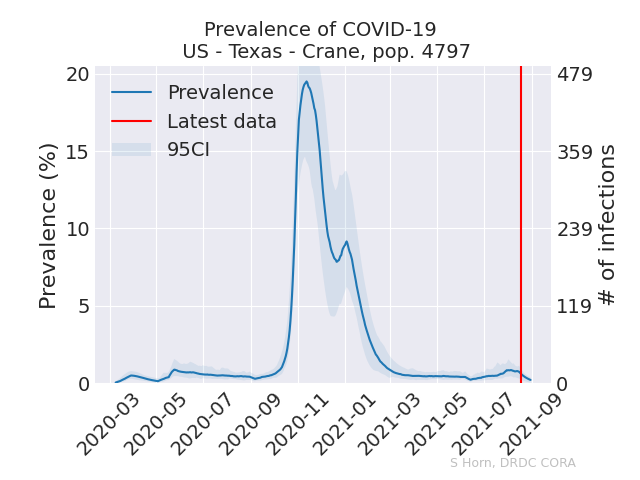 Prevalence of COVID-19
US - Texas - Crane, pop. 4797
Prevalence
Latest data
95CI
Prevalence (%)
20
15
10
5
0
479
359
239
119
0
# of infections
2020-03
2020-05
2020-07
2020-09
2020-11
2021-01
2021-03
2021-05
2021-07
2021-09
S Horn, DRDC CORA